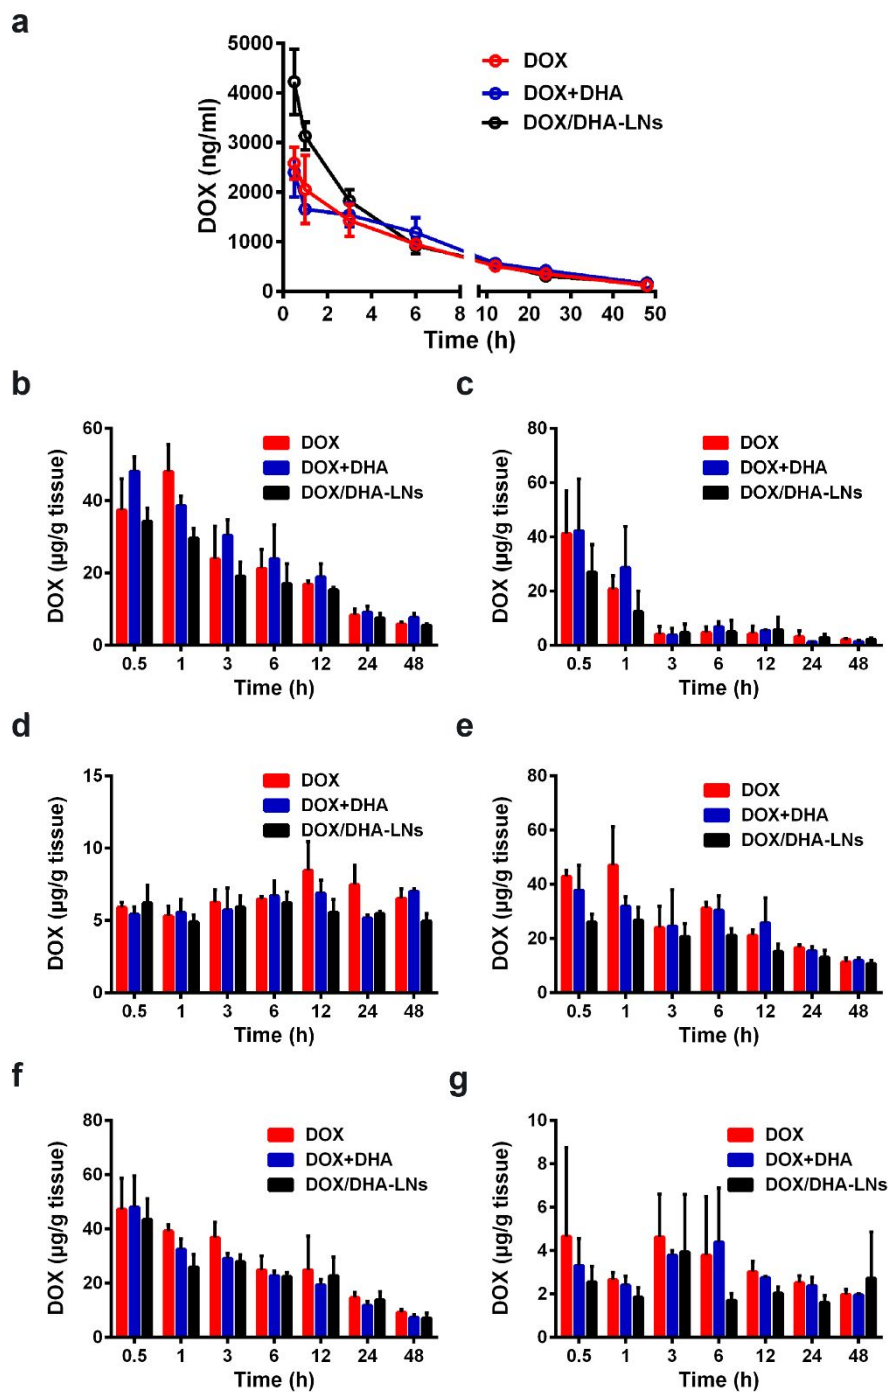 a
5000
4000
3000
2000
1000
0
DOX (ng/ml)
DOX
DOX+DHA
DOX/DHA-LNs
0 2 4 6 8 10 20 30 40 50
Time (h)
b
60
40
20
0
DOX (µg/g tissue)
DOX
DOX+DHA
DOX/DHA-LNs
0.5 1 3 6 12 24 48
Time (h)
c
80
60
40
20
0
DOX (µg/g tissue)
DOX
DOX+DHA
DOX/DHA-LNs
0.5 1 3 6 12 24 48
Time (h)
d
15
10
5
0
DOX (µg/g tissue)
DOX
DOX+DHA
DOX/DHA-LNs
0.5 1 3 6 12 24 48
Time (h)
e
80
60
40
20
0
DOX (µg/g tissue)
DOX
DOX+DHA
DOX/DHA-LNs
0.5 1 3 6 12 24 48
Time (h)
f
80
60
40
20
0
DOX (µg/g tissue)
DOX
DOX+DHA
DOX/DHA-LNs
0.5 1 3 6 12 24 48
Time (h)
g
10
8
6
4
2
0
DOX (µg/g tissue)
DOX
DOX+DHA
DOX/DHA-LNs
0.5 1 3 6 12 24 48
Time (h)